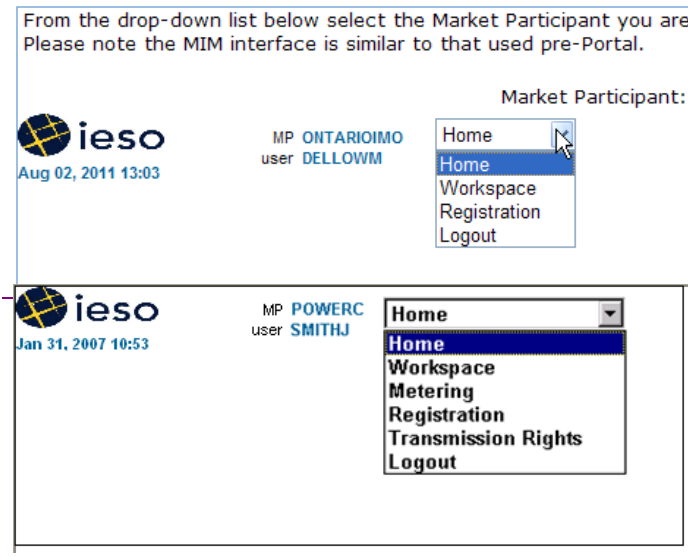 From the drop-down list below select the Market Participant you are
Please note the MIM interface is similar to that used pre-Portal.
Market Participant:
ieso
Aug 02, 2011 13:03
MP ONTARIOIMO
user DELLOWM
Home
Home
Workspace
Registration
Logout
ieso
Jan 31, 2007 10:53
MP POWERC
user SMITHJ
Home
Home
Workspace
Metering
Registration
Transmission Rights
Logout